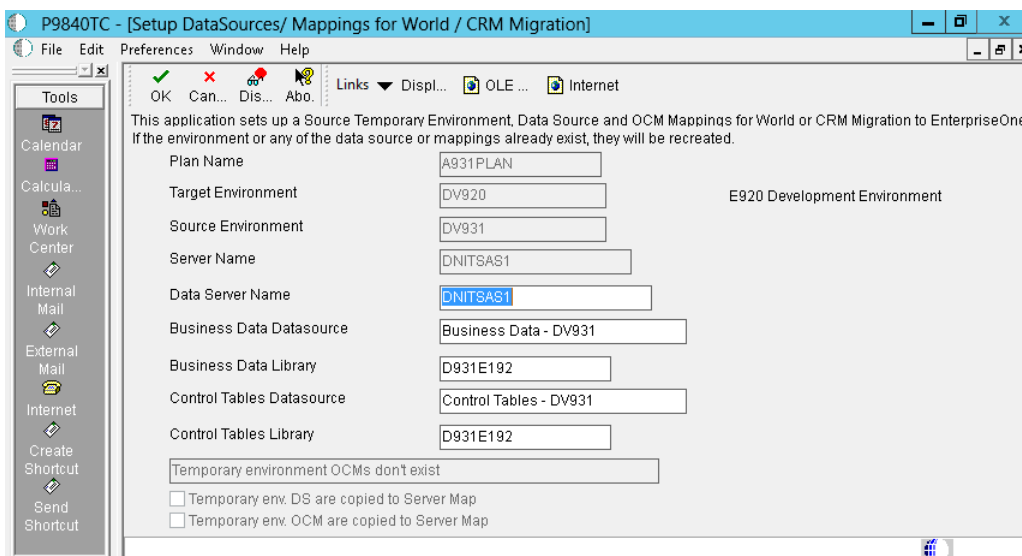 P9840TC - [Setup DataSources/ Mappings for World / CRM Migration]
File Edit Preferences Window Help
Tools
OK Can... Dis... Abo. Links Displ... OLE ... Internet
This application sets up a Source Temporary Environment, Data Source and OCM Mappings for World or CRM Migration to EnterpriseOne
If the environment or any of the data source or mappings already exist, they will be recreated.
Calendar
Calcula...
Work
Center
Internal
Mail
External
Mail
Internet
Create
Shortcut
Send
Shortcut
Plan Name A931PLAN
Target Environment DV920 E920 Development Environment
Source Environment DV931
Server Name DNITSAS1
Data Server Name DNITSAS1
Business Data Datasource Business Data - DV931
Business Data Library D931E192
Control Tables Datasource Control Tables - DV931
Control Tables Library D931E192
Temporary environment OCMs don't exist
Temporary env. DS are copied to Server Map
Temporary env. OCM are copied to Server Map